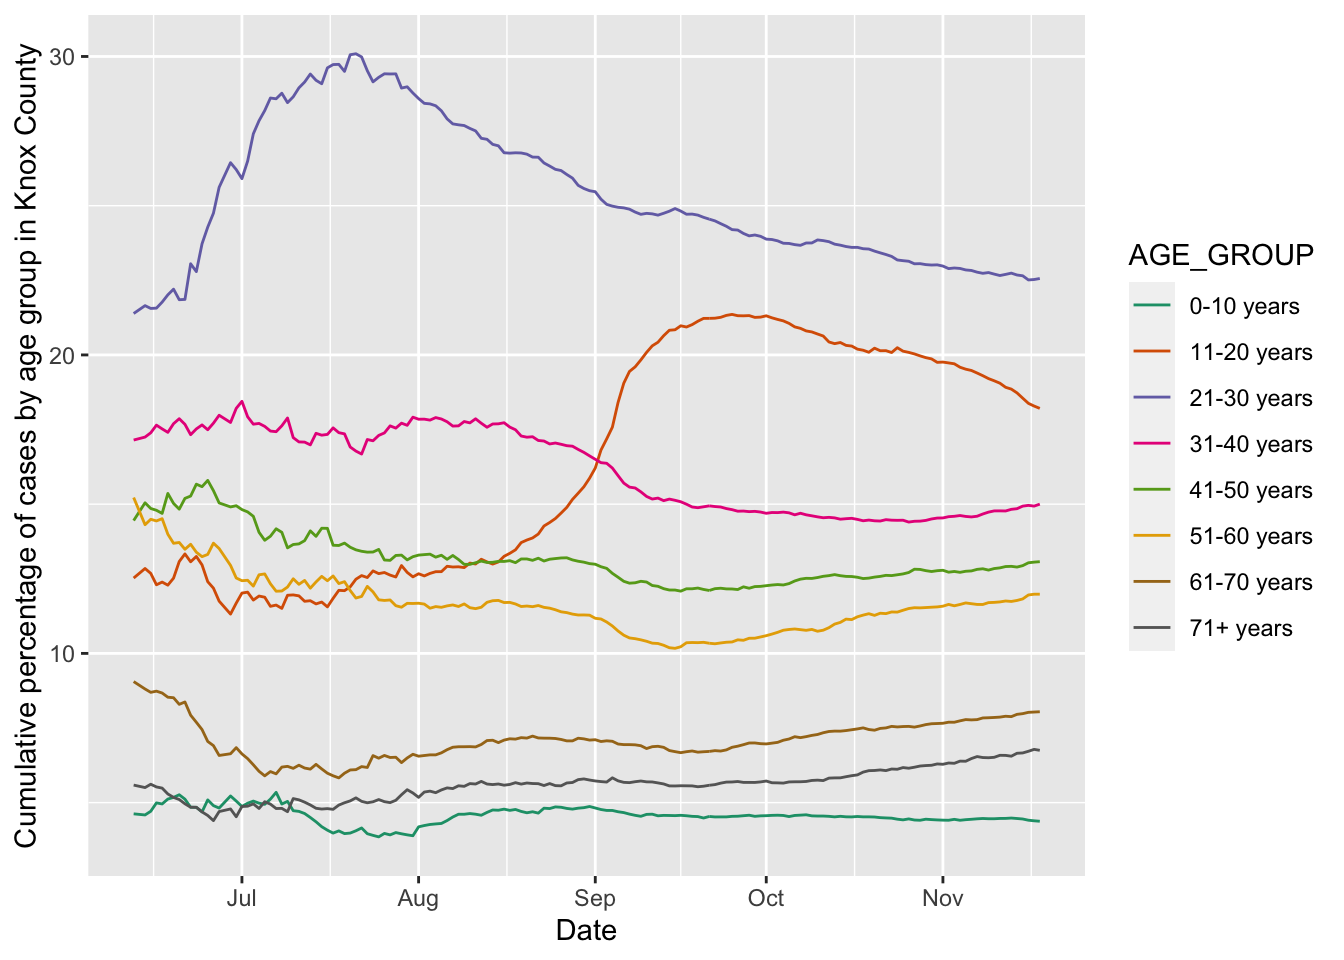 Cumulative percentage of cases by age group in Knox County
30
20
10
Jul
Aug
Sep
Oct
Nov
Date
AGE_GROUP
0-10 years
11-20 years
21-30 years
31-40 years
41-50 years
51-60 years
61-70 years
71+ years